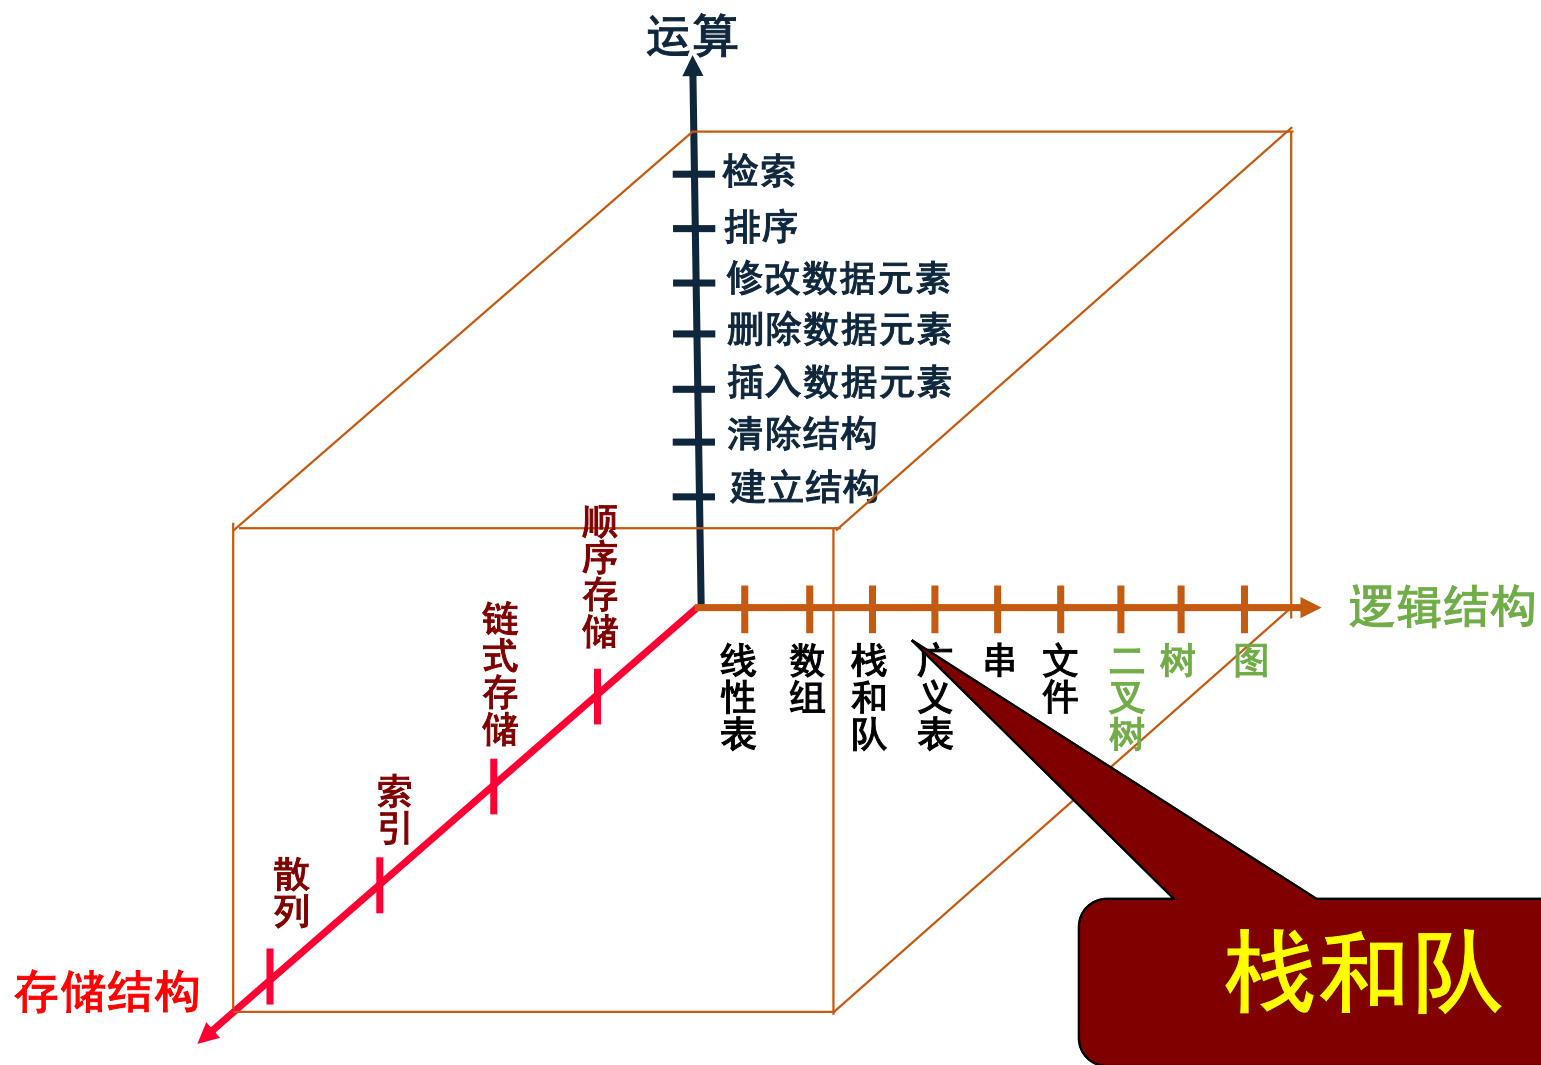 运算
检索
排序
修改数据元素
删除数据元素
插入数据元素
清除结构
建立结构
顺序存储
链式存储
索引
散列
存储结构
逻辑结构
线性表
数组
栈和队
广义表
串
文件
二叉树
树
图
栈和队